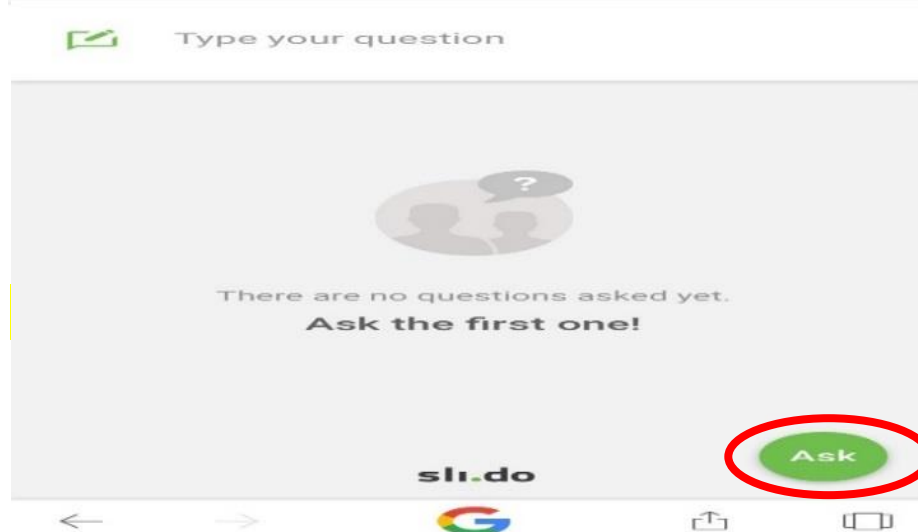 Type your question
?
There are no questions asked yet.
Ask the first one!
Ask
sli.do
G